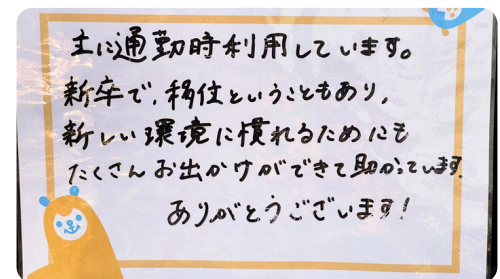 主に通勤時利用しています。
新卒で、移住ということもあり、
新しい環境に慣れるためにも
たくさんお出かけができて助かっています。
ありがとうございます!